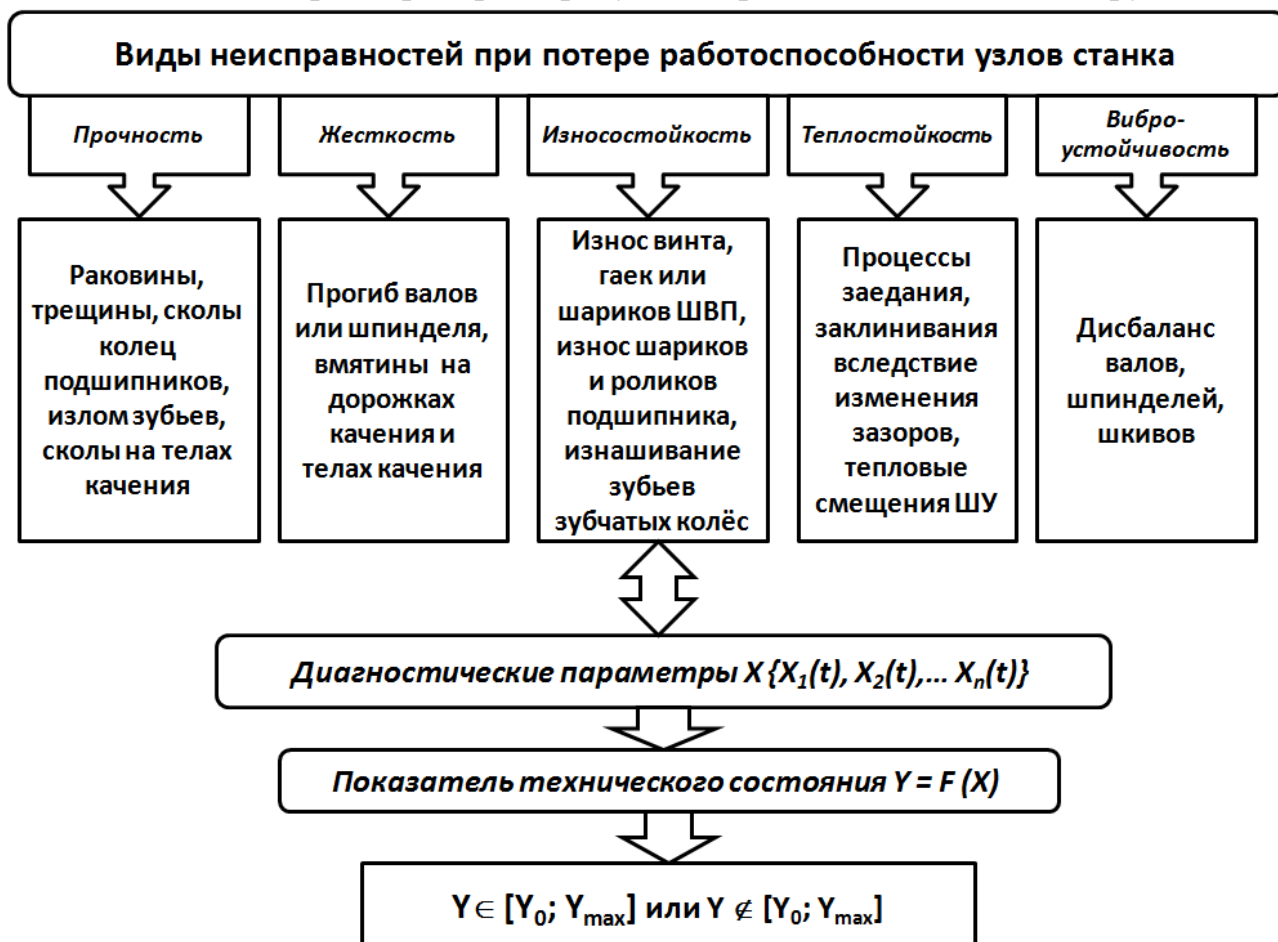 Виды неисправностей при потере работоспособности узлов станка
Прочность
Жесткость
Износостойкость
Теплостойкость
Вибро-
устойчивость
Раковины,
трещины, сколы
колец
подшипников,
излом зубьев,
сколы на телах
качения
Прогиб валов
или шпинделя,
вмятины на
дорожках
качения и
телах качения
Износ винта,
гаек или
шариков ШВП,
износ шариков
и роликов
подшипника,
изнашивание
зубьев
зубчатых колёс
Процессы
заедания,
заклинивания
вследствие
изменения
зазоров,
тепловые
смещения ШУ
Дисбаланс
валов,
шпинделей,
шкивов
Диагностические параметры X {X₁(t), X₂(t),... Xₙ(t)}
Показатель технического состояния Y = F (X)
Y ∈ [Y₀; Ymax] или Y ∉ [Y₀; Ymax]